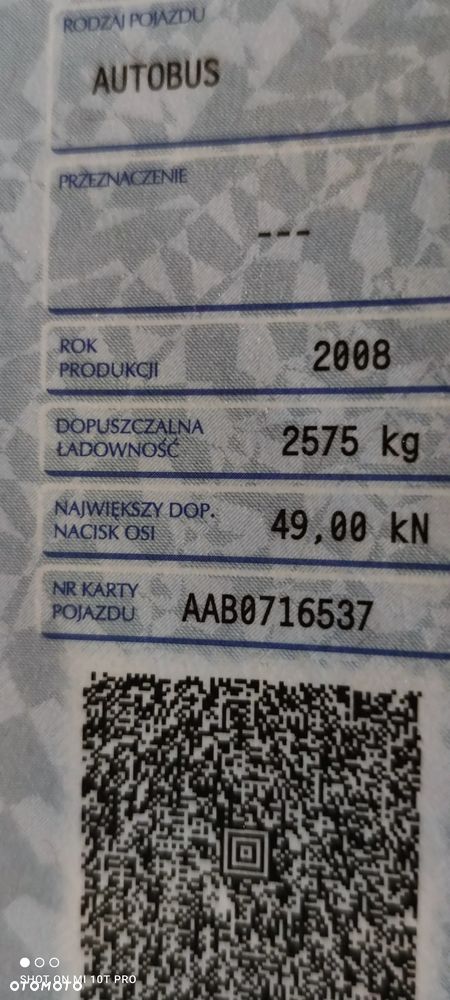 RODZAJ POJAZDU
AUTOBUS
PRZEZNACZENIE
---
ROK
PRODUKCJI
2008
DOPUSZCZALNA
ŁADOWNOŚĆ
2575 kg
NAJWIĘKSZY DOP.
NACISK OSI
49,00 kN
NR KARTY
POJAZDU
AAB0716537
SHOT ON MI 10T PRO
OTOMOTO